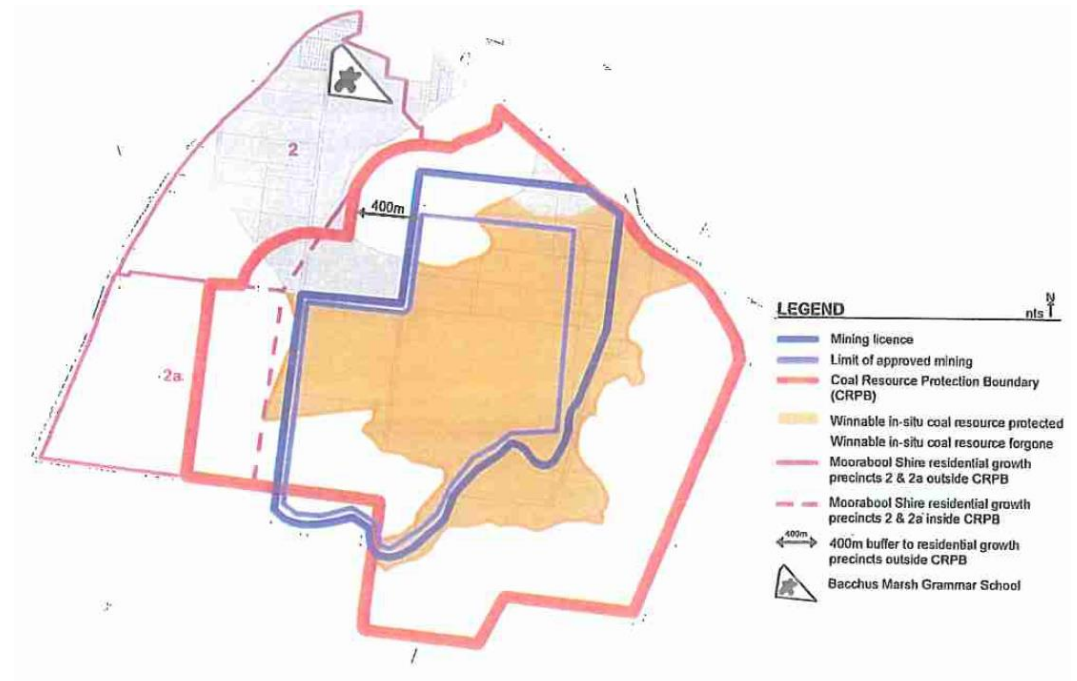 2
400m
2a
LEGEND
nts
N
Mining licence
Limit of approved mining
Coal Resource Protection Boundary
(CRPB)
Winnable in-situ coal resource protected
Winnable in-situ coal resource forgone
Moorabool Shire residential growth
precincts 2 & 2a outside CRPB
Moorabool Shire residential growth
precincts 2 & 2a inside CRPB
400m
400m buffer to residential growth
precincts outside CRPB
Bacchus Marsh Grammar School